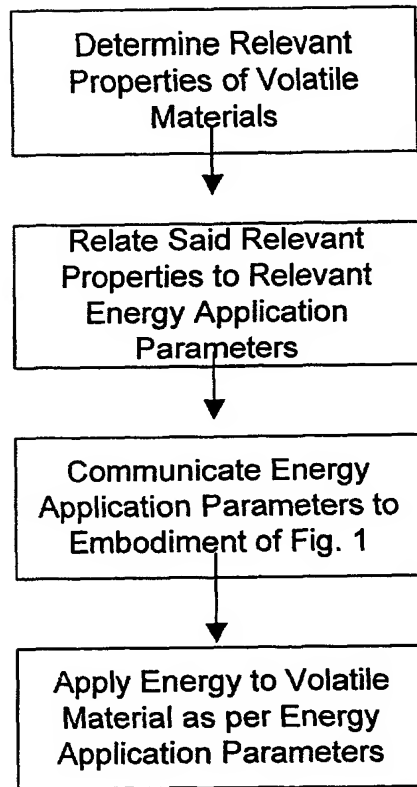 Determine Relevant
Properties of Volatile
Materials
Relate Said Relevant
Properties to Relevant
Energy Application
Parameters
Communicate Energy
Application Parameters to
Embodiment of Fig. 1
Apply Energy to Volatile
Material as per Energy
Application Parameters